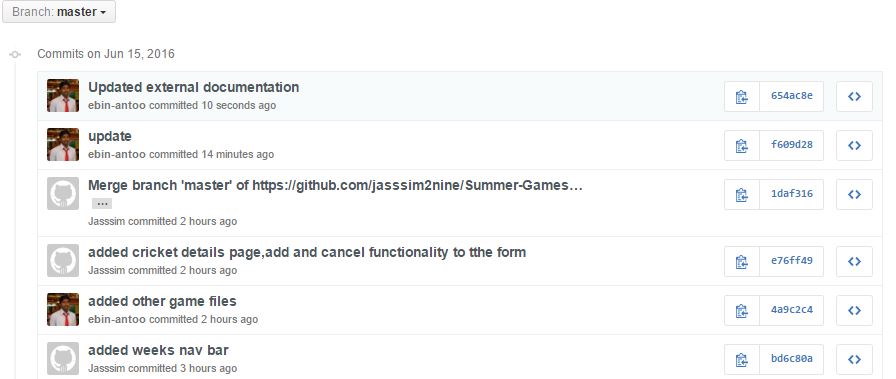 Branch: master
Commits on Jun 15, 2016
Updated external documentation
ebin-antoo committed 10 seconds ago
654ac8e
update
ebin-antoo committed 14 minutes ago
f609d28
Merge branch 'master' of https://github.com/jasssim2nine/Summer-Games…
…
Jasssim committed 2 hours ago
1daf316
added cricket details page,add and cancel functionality to tthe form
Jasssim committed 2 hours ago
e76ff49
added other game files
ebin-antoo committed 2 hours ago
4a9c2c4
added weeks nav bar
Jasssim committed 3 hours ago
bd6c80a